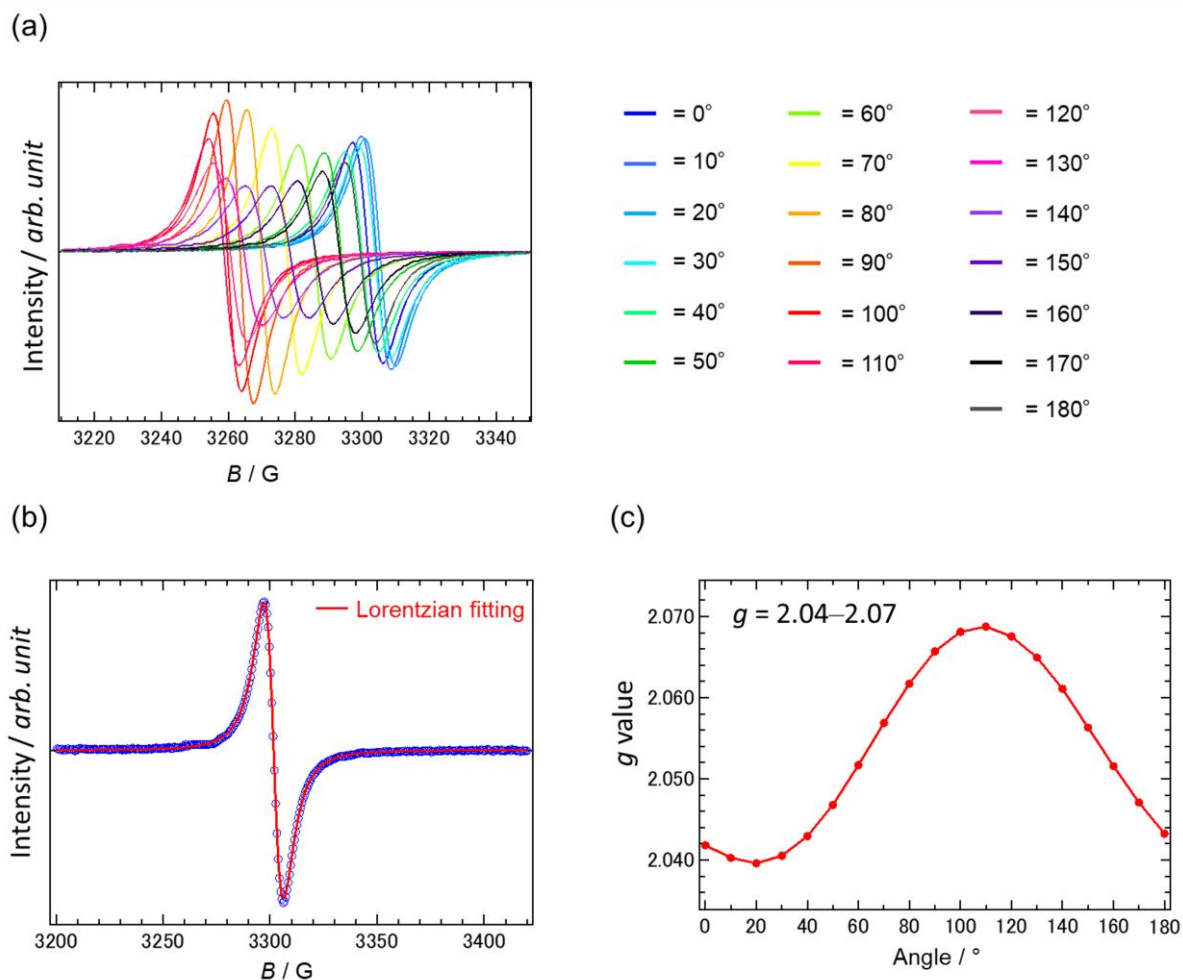 (a)
Intensity / arb. unit
3220 3240 3260 3280 3300 3320 3340
B / G
= 0° = 60° = 120°
= 10° = 70° = 130°
= 20° = 80° = 140°
= 30° = 90° = 150°
= 40° = 100° = 160°
= 50° = 110° = 170°
= 180°
(b)
Intensity / arb. unit
Lorentzian fitting
3200 3250 3300 3350 3400
B / G
(c)
g = 2.04–2.07
g value
2.070
2.060
2.050
2.040
0 20 40 60 80 100 120 140 160 180
Angle / °